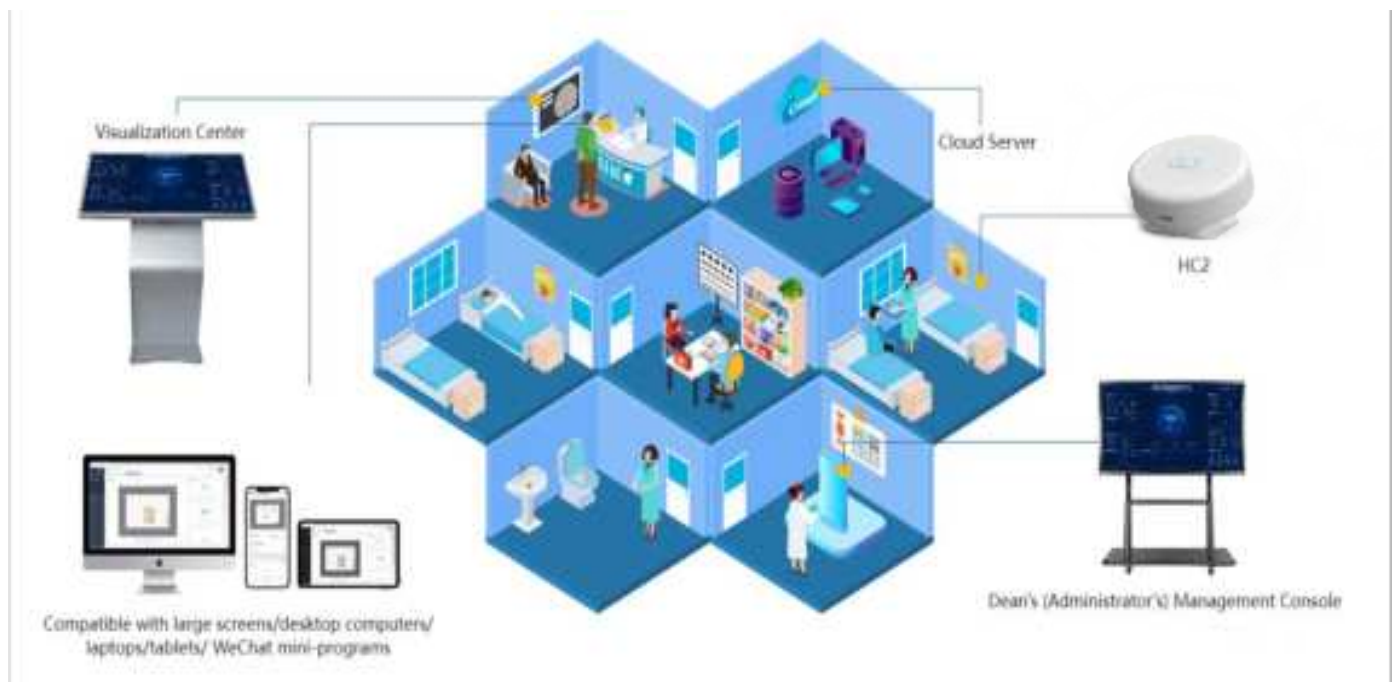 Visualization Center
Cloud Server
HC2
Dean's (Administrator's) Management Console
Compatible with large screens/desktop computers/
laptops/tablets/ WeChat mini-programs